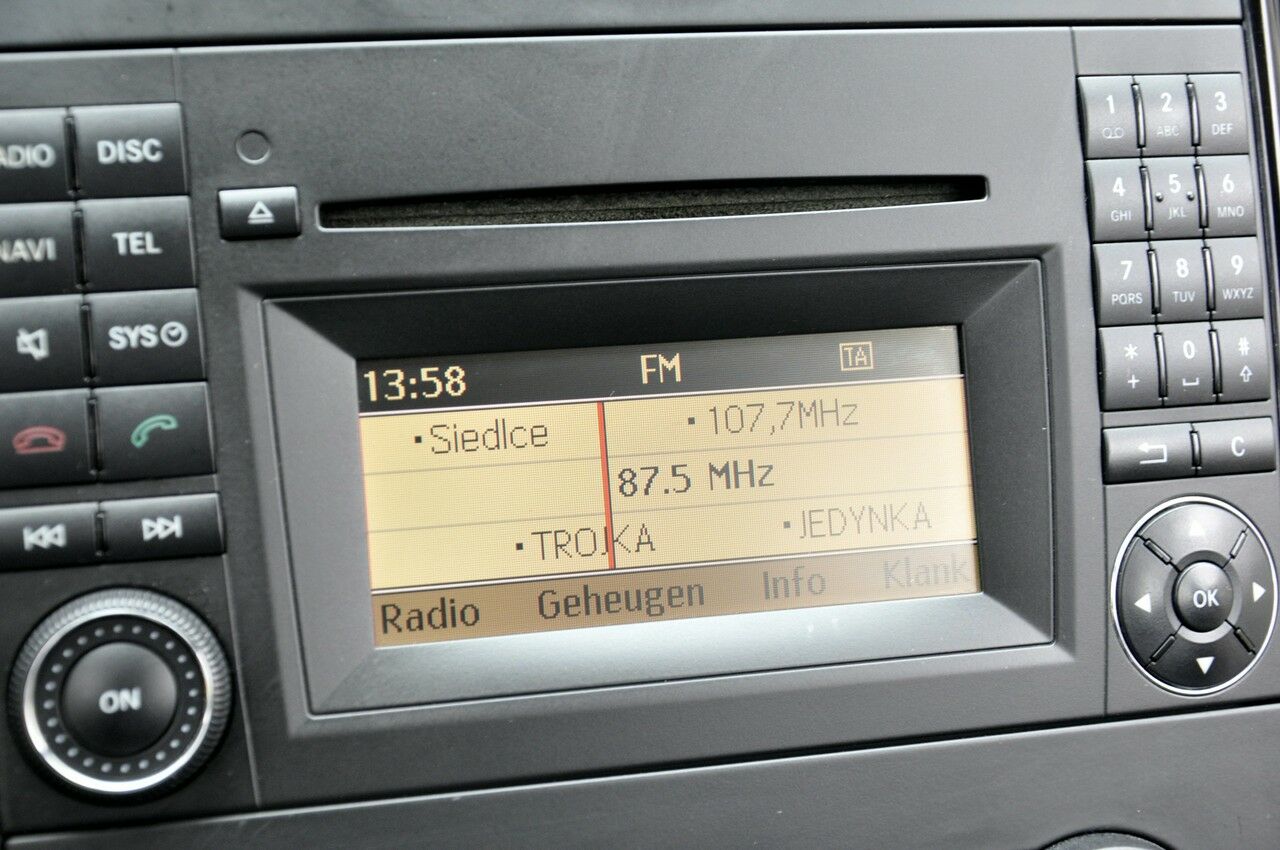 ADIO DISC
NAVI TEL
SYS
13:58 FM TA
•Siedlce •107,7MHz
87.5 MHz
•TROJKA •JEDYNKA
Radio Geheugen Info Klank
ON
1 2 ABC 3 DEF
4 GHI 5 JKL 6 MNO
7 PQRS 8 TUV 9 WXYZ
* + 0 #
C
OK